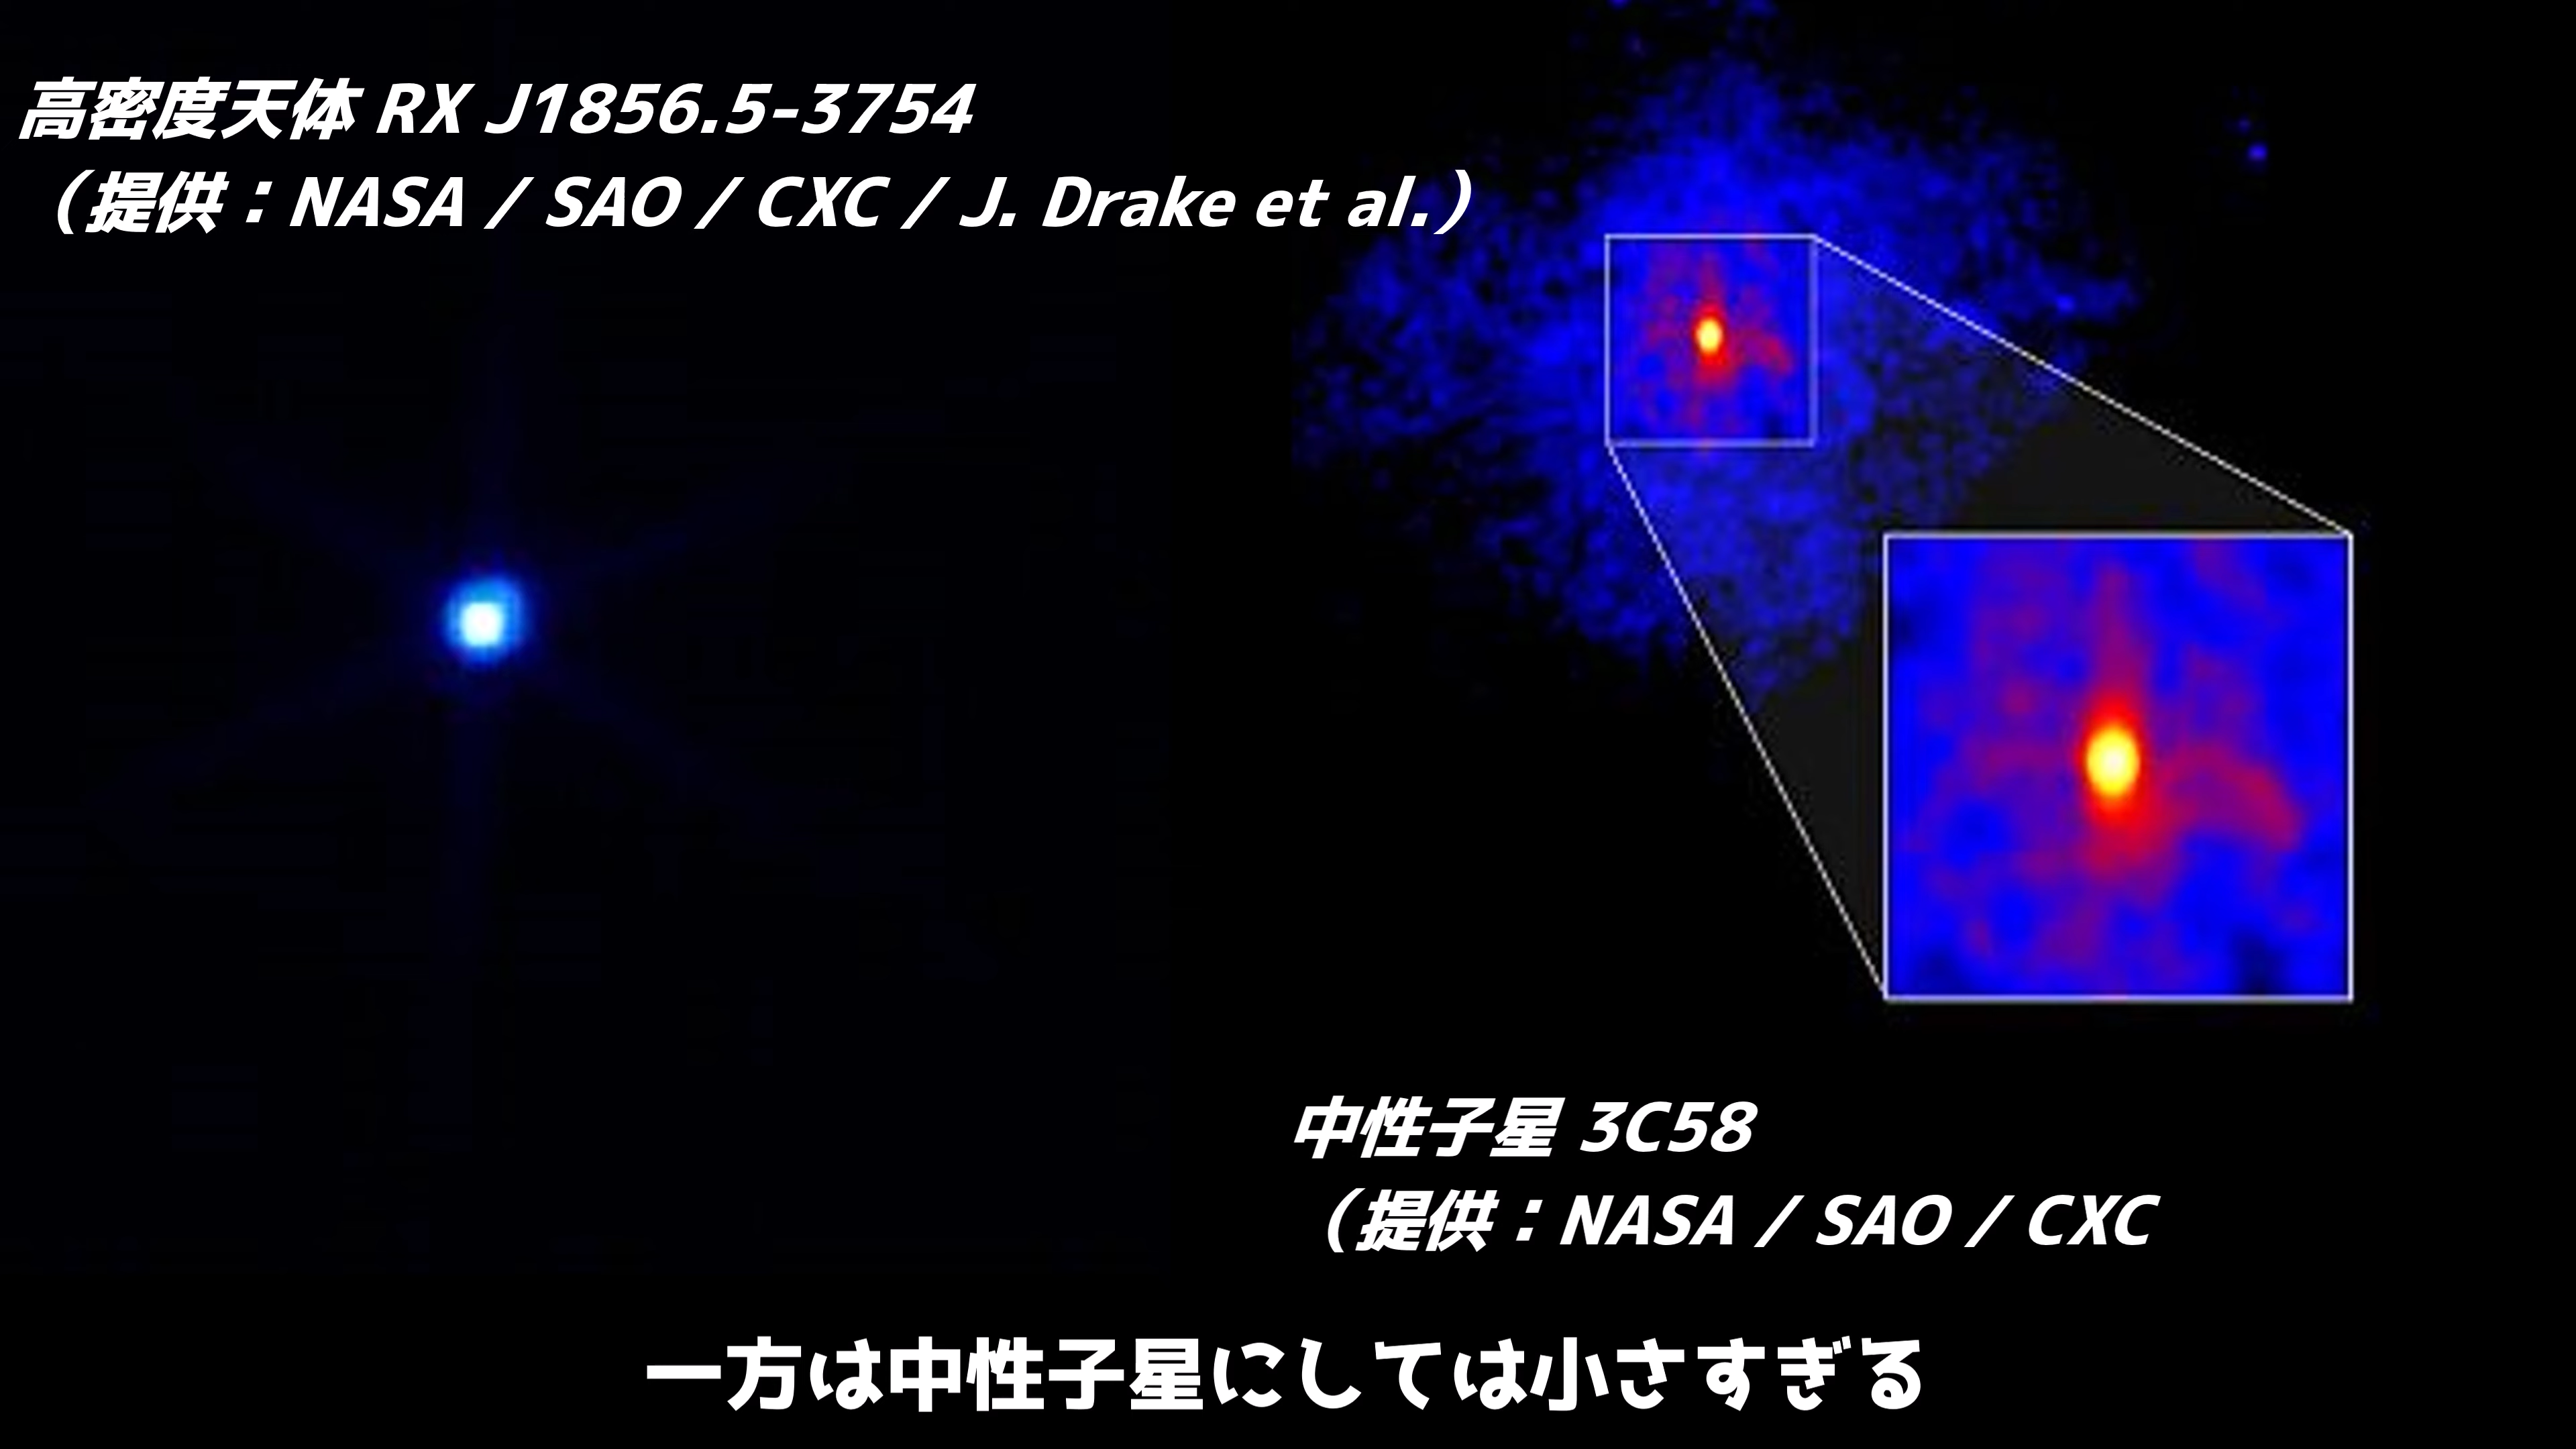 高密度天体 RX J1856.5-3754
（提供：NASA / SAO / CXC / J. Drake et al.）
中性子星 3C58
（提供：NASA / SAO / CXC
一方は中性子星にしては小さすぎる